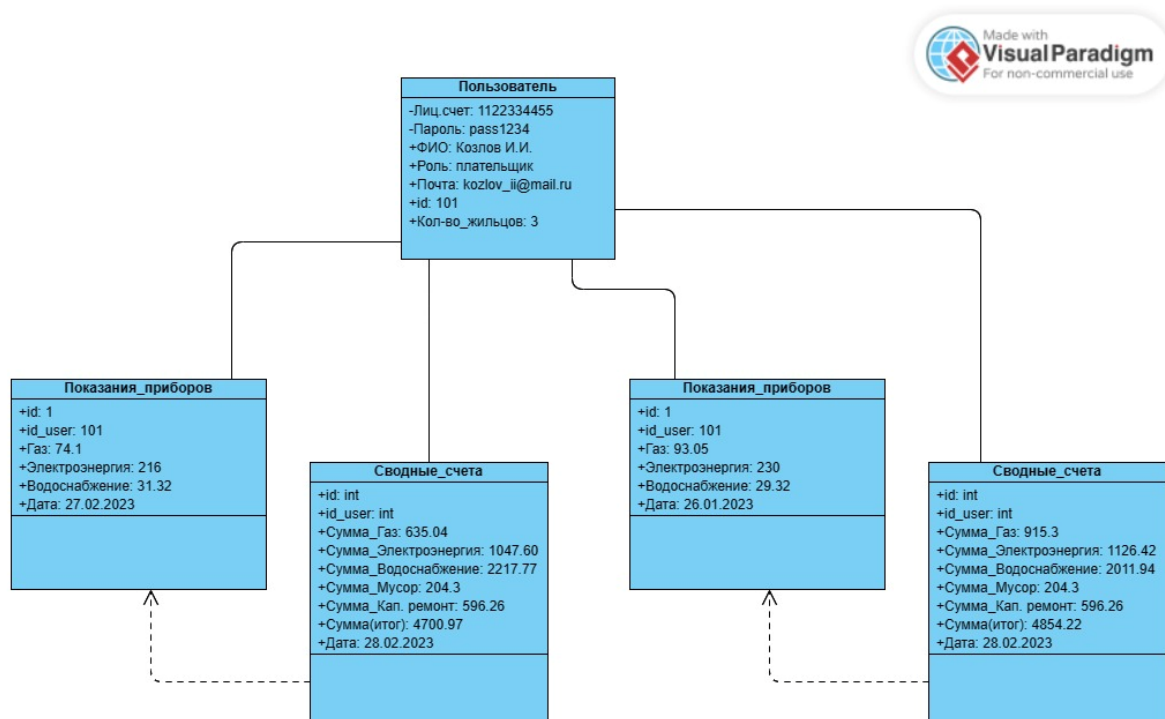 Made with
Visual Paradigm
For non-commercial use
Пользователь
-Лиц.счет: 1122334455
-Пароль: pass1234
+ФИО: Козлов И.И.
+Роль: плательщик
+Почта: kozlov_ii@mail.ru
+id: 101
+Кол-во_жильцов: 3
Показания_приборов
+id: 1
+id_user: 101
+Газ: 74.1
+Электроэнергия: 216
+Водоснабжение: 31.32
+Дата: 27.02.2023
Сводные_счета
+id: int
+id_user: int
+Сумма_Газ: 635.04
+Сумма_Электроэнергия: 1047.60
+Сумма_Водоснабжение: 2217.77
+Сумма_Мусор: 204.3
+Сумма_Кап. ремонт: 596.26
+Сумма(итог): 4700.97
+Дата: 28.02.2023
Показания_приборов
+id: 1
+id_user: 101
+Газ: 93.05
+Электроэнергия: 230
+Водоснабжение: 29.32
+Дата: 26.01.2023
Сводные_счета
+id: int
+id_user: int
+Сумма_Газ: 915.3
+Сумма_Электроэнергия: 1126.42
+Сумма_Водоснабжение: 2011.94
+Сумма_Мусор: 204.3
+Сумма_Кап. ремонт: 596.26
+Сумма(итог): 4854.22
+Дата: 28.02.2023